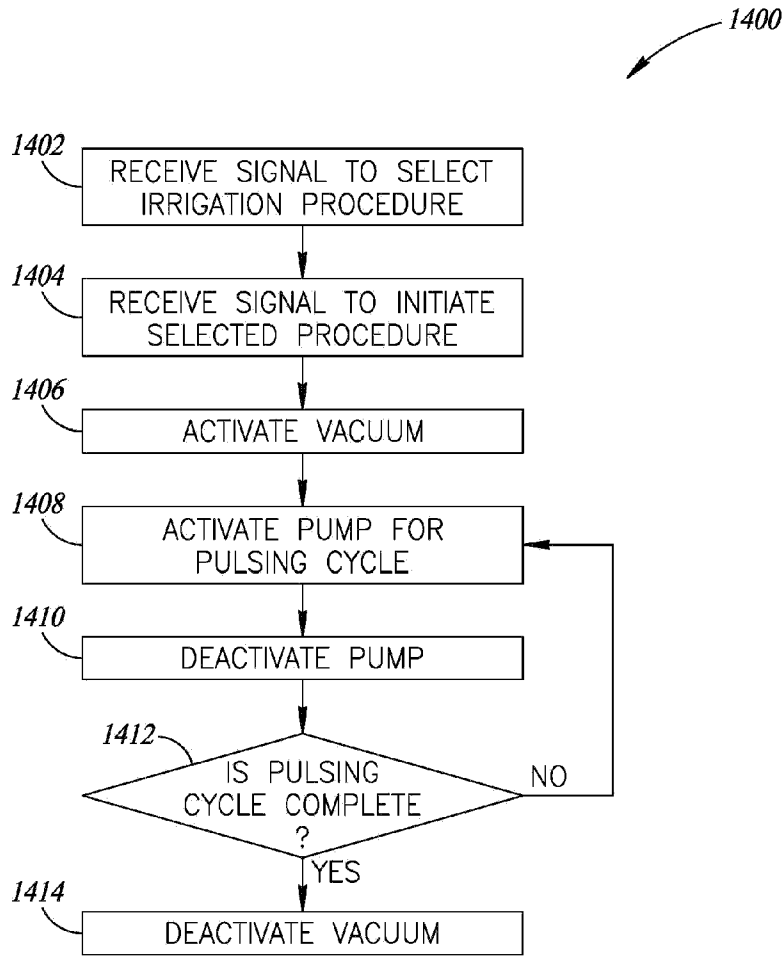 1400
1402
RECEIVE SIGNAL TO SELECT
IRRIGATION PROCEDURE
1404
RECEIVE SIGNAL TO INITIATE
SELECTED PROCEDURE
1406
ACTIVATE VACUUM
1408
ACTIVATE PUMP FOR
PULSING CYCLE
1410
DEACTIVATE PUMP
1412
IS PULSING
CYCLE COMPLETE
?
NO
YES
1414
DEACTIVATE VACUUM